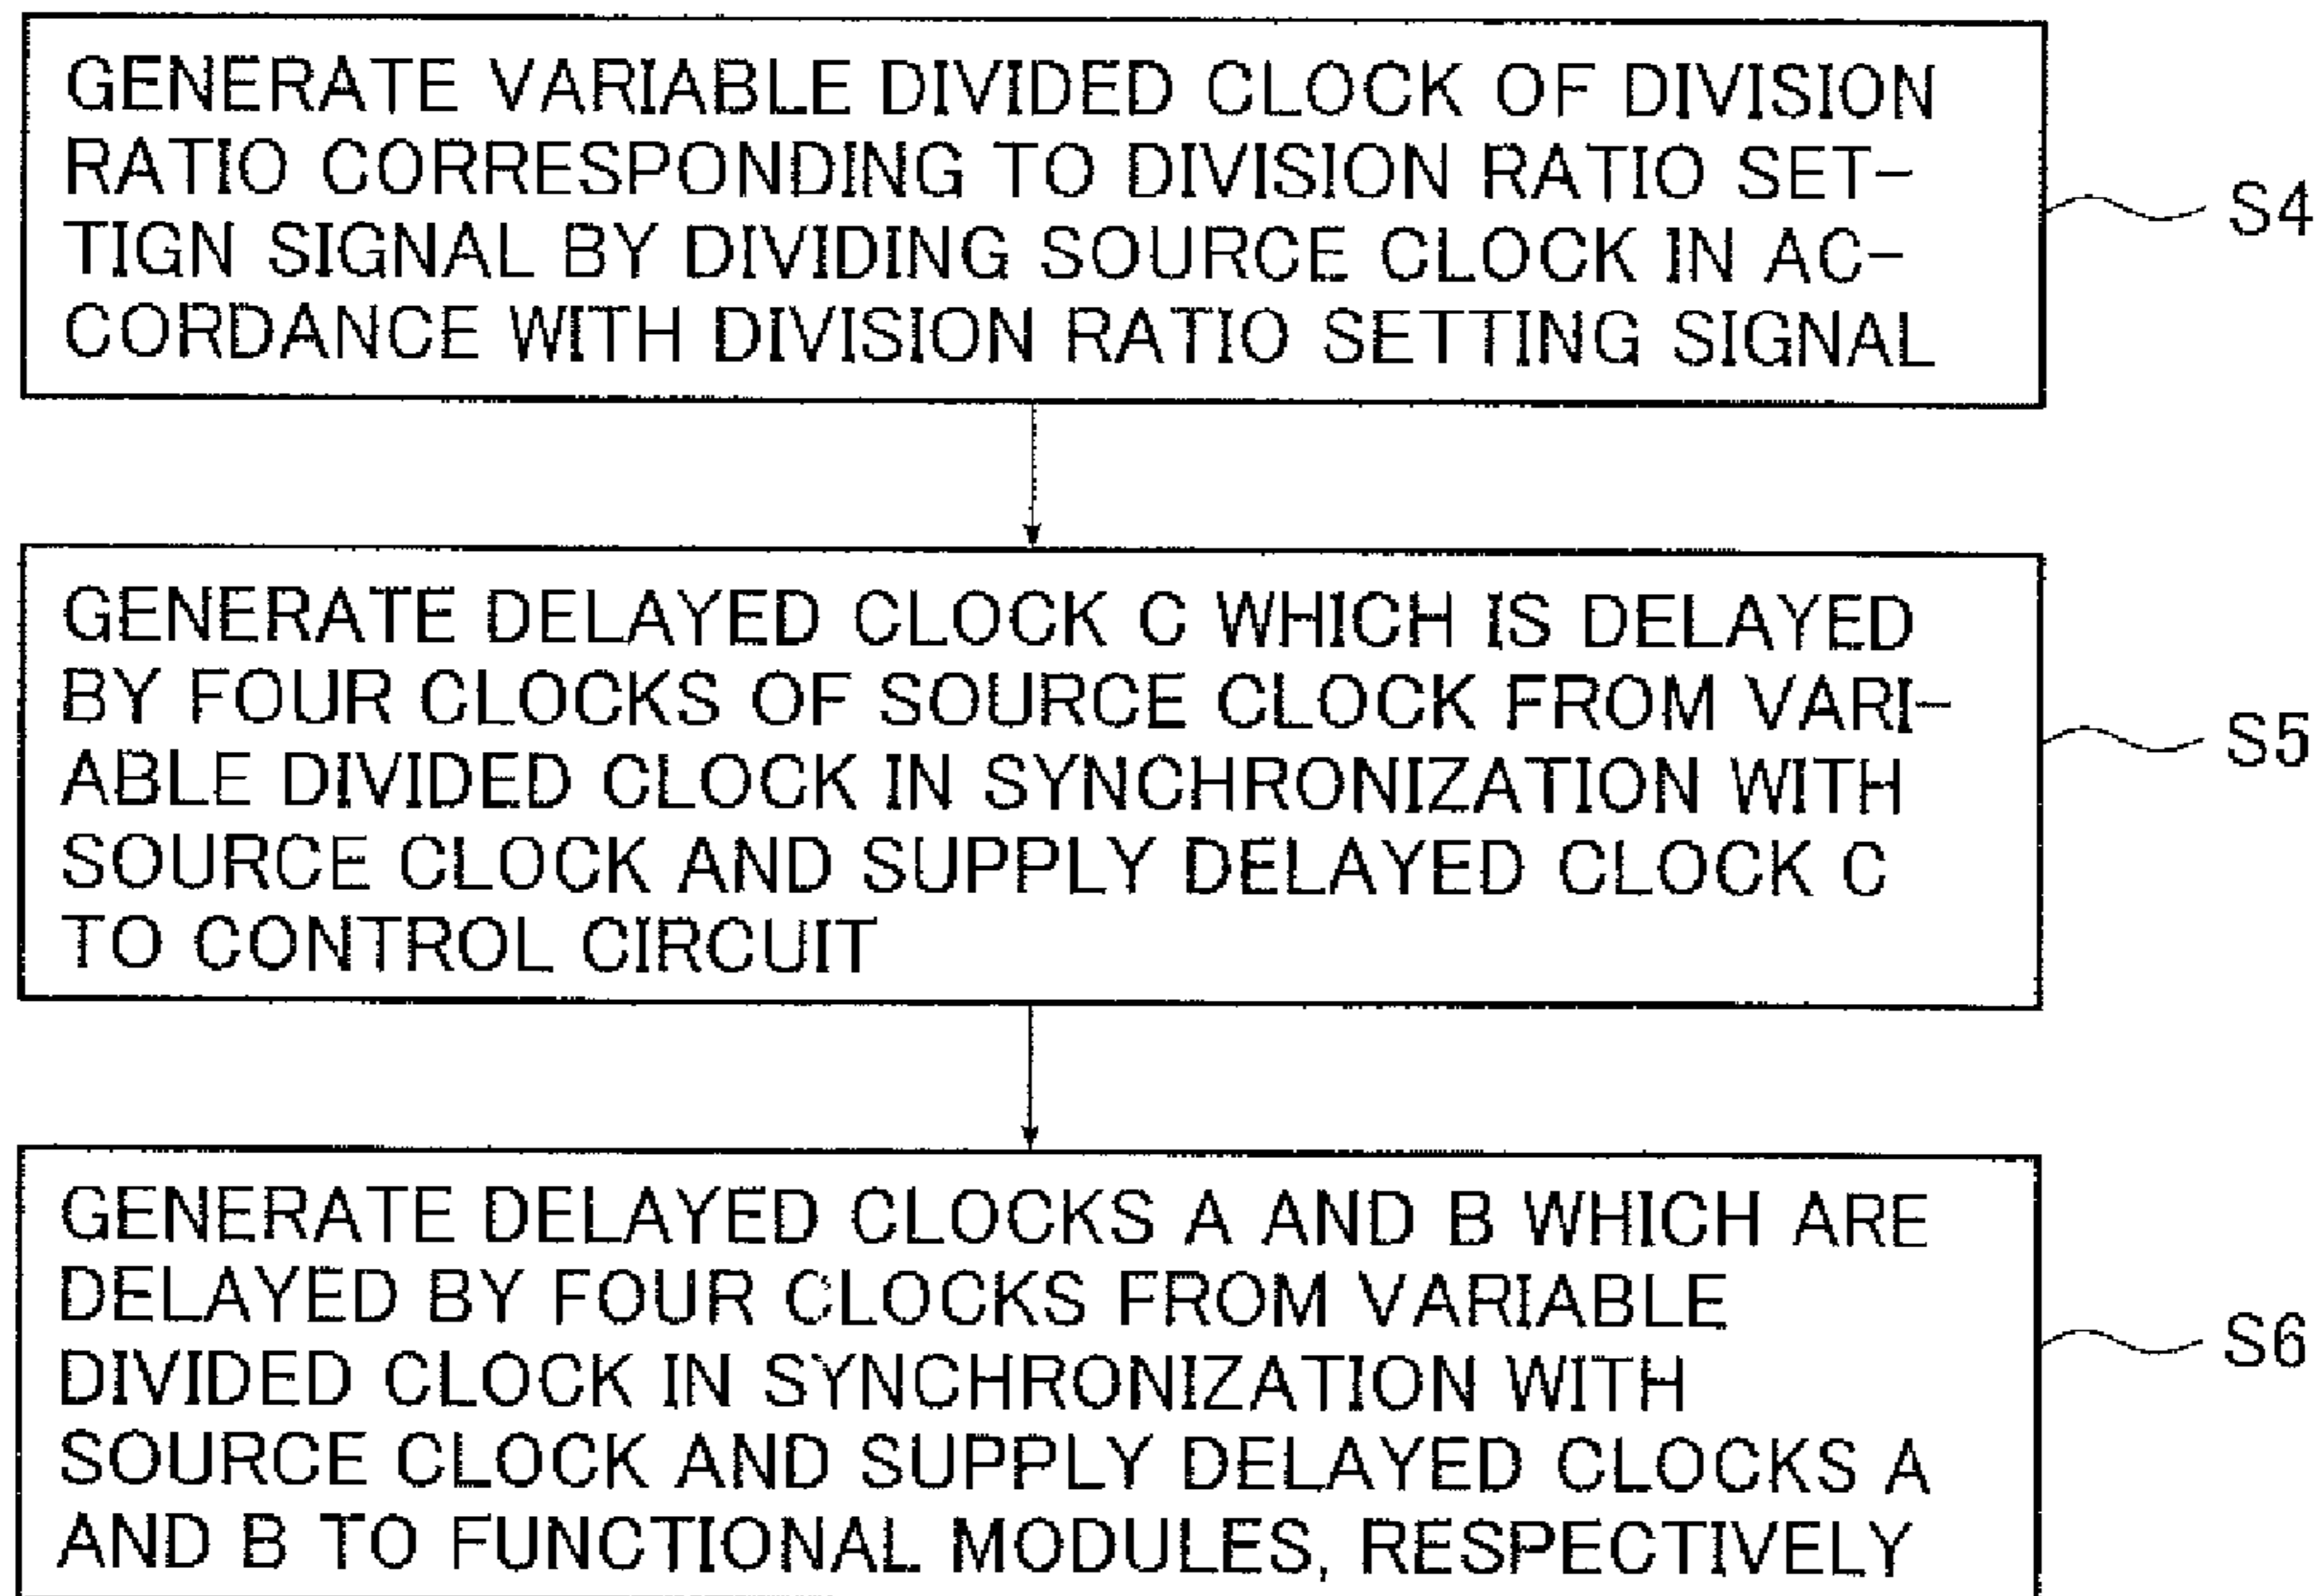 GENERATE VARIABLE DIVIDED CLOCK OF DIVISION
RATIO CORRESPONDING TO DIVISION RATIO SET-
TIGN SIGNAL BY DIVIDING SOURCE CLOCK IN AC-
CORDANCE WITH DIVISION RATIO SETTING SIGNAL
S4
GENERATE DELAYED CLOCK C WHICH IS DELAYED
BY FOUR CLOCKS OF SOURCE CLOCK FROM VARI-
ABLE DIVIDED CLOCK IN SYNCHRONIZATION WITH
SOURCE CLOCK AND SUPPLY DELAYED CLOCK C
TO CONTROL CIRCUIT
S5
GENERATE DELAYED CLOCKS A AND B WHICH ARE
DELAYED BY FOUR CLOCKS FROM VARIABLE
DIVIDED CLOCK IN SYNCHRONIZATION WITH
SOURCE CLOCK AND SUPPLY DELAYED CLOCKS A
AND B TO FUNCTIONAL MODULES, RESPECTIVELY
S6